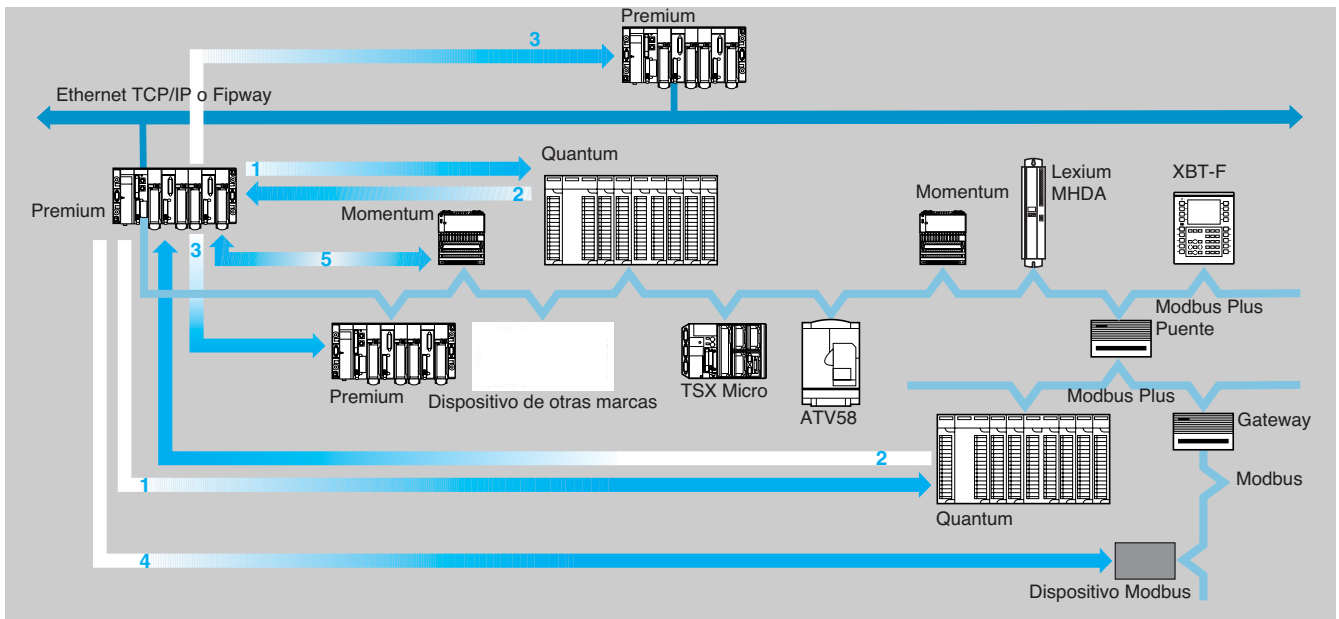 Premium
3
Ethernet TCP/IP o Fipway
1
Quantum
2
Premium
Momentum
Momentum
Lexium
MHDA
XBT-F
3
5
Modbus Plus
Puente
Premium
Dispositivo de otras marcas
TSX Micro
ATV58
Modbus Plus
Gateway
2
1
Modbus
Quantum
4
Dispositivo Modbus